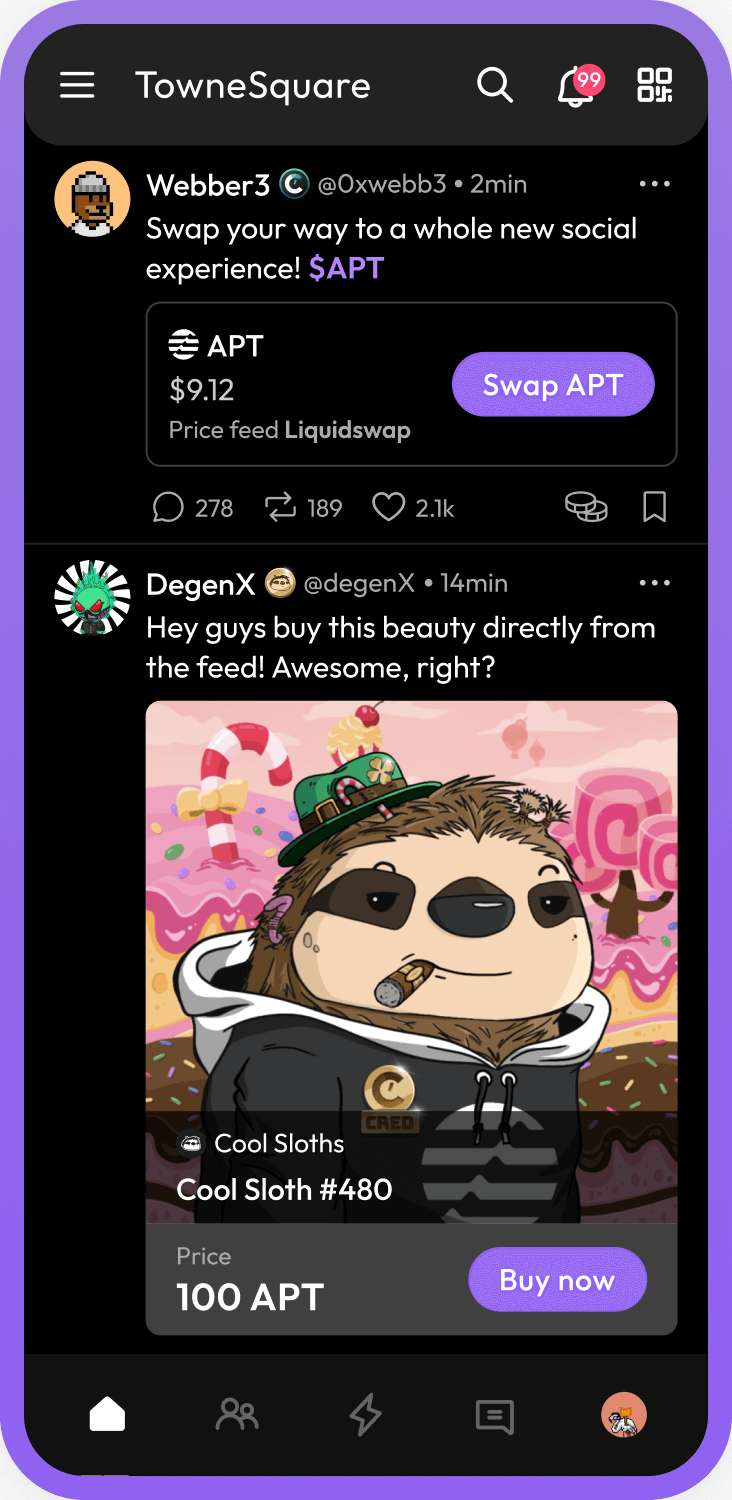 TowneSquare
99
Webber3 @0xwebb3 • 2min
Swap your way to a whole new social
experience! $APT
APT
$9.12
Swap APT
Price feed Liquidswap
278 189 2.1k
DegenX @degenX • 14min
Hey guys buy this beauty directly from
the feed! Awesome, right?
C
CRED
Cool Sloths
Cool Sloth #480
Price
100 APT
Buy now